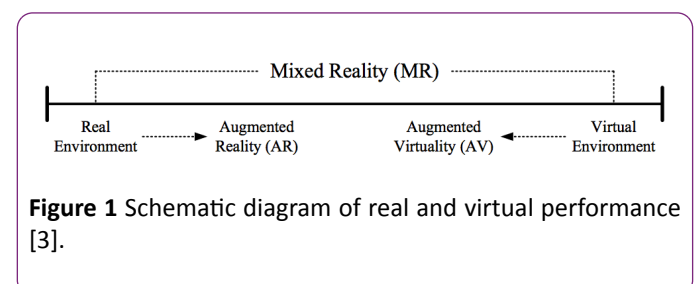 Mixed Reality (MR)
Real Environment
Augmented Reality (AR)
Augmented Virtuality (AV)
Virtual Environment
Figure 1 Schematic diagram of real and virtual performance
[3].